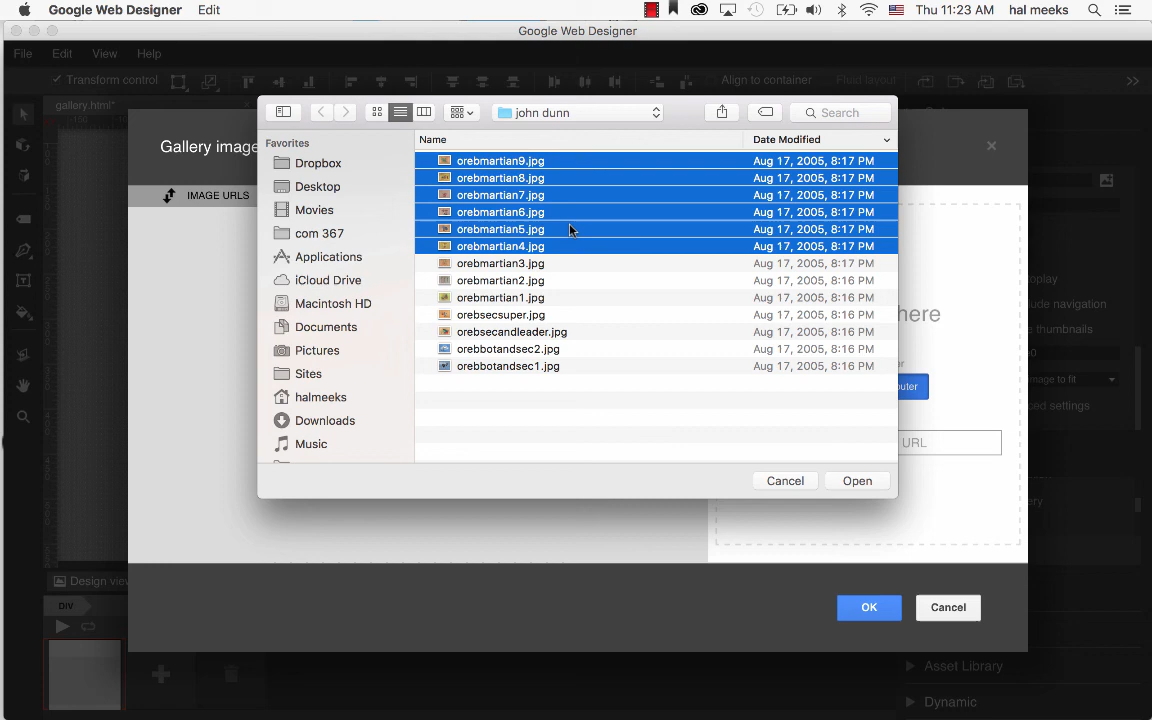 Google Web Designer Edit Thu 11:23 AM hal meeks
Google Web Designer
File Edit View Help
Transform control Align to container Fluid layout
gallery.html*
john dunn Search
Gallery image
Favorites
Name Date Modified
Dropbox
Desktop
Movies
com 367
Applications
iCloud Drive
Macintosh HD
Documents
Pictures
Sites
halmeeks
Downloads
Music
orebmartian9.jpg Aug 17, 2005, 8:17 PM
orebmartian8.jpg Aug 17, 2005, 8:17 PM
orebmartian7.jpg Aug 17, 2005, 8:17 PM
orebmartian6.jpg Aug 17, 2005, 8:17 PM
orebmartian5.jpg Aug 17, 2005, 8:17 PM
orebmartian4.jpg Aug 17, 2005, 8:17 PM
orebmartian3.jpg Aug 17, 2005, 8:17 PM
orebmartian2.jpg Aug 17, 2005, 8:16 PM
orebmartian1.jpg Aug 17, 2005, 8:16 PM
orebsecsuper.jpg Aug 17, 2005, 8:16 PM
orebsecandleader.jpg Aug 17, 2005, 8:16 PM
orebbotandsec2.jpg Aug 17, 2005, 8:16 PM
orebbotandsec1.jpg Aug 17, 2005, 8:16 PM
IMAGE URLS
here
URL
Cancel Open
OK Cancel
Design view
DIV
Asset Library
Dynamic